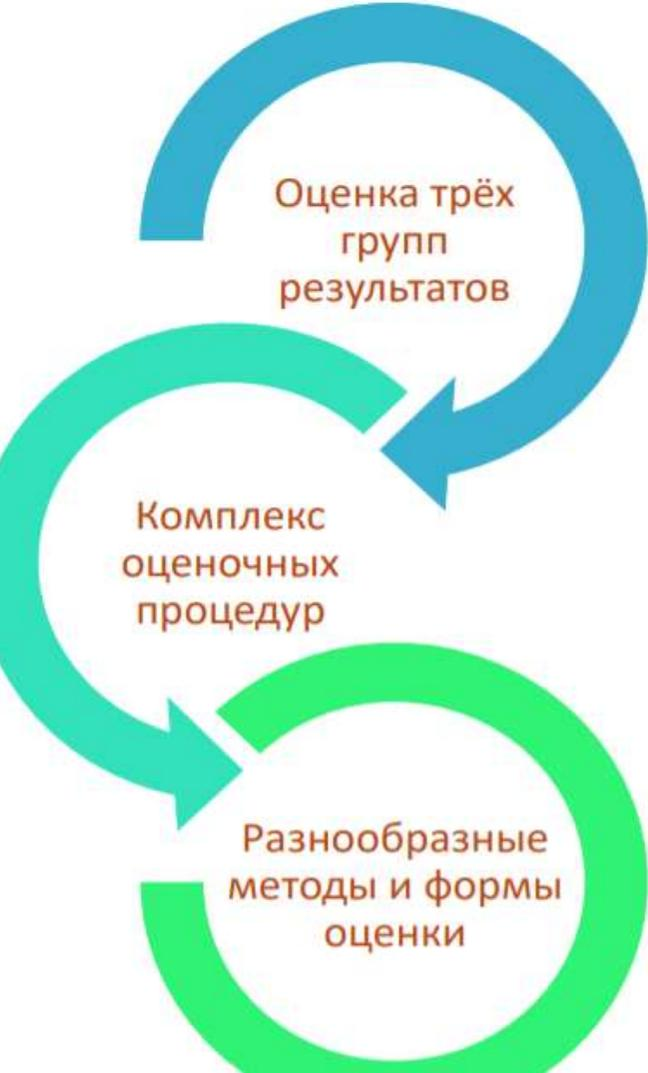 Оценка трёх
групп
результатов
Комплекс
оценочных
процедур
Разнообразные
методы и формы
оценки